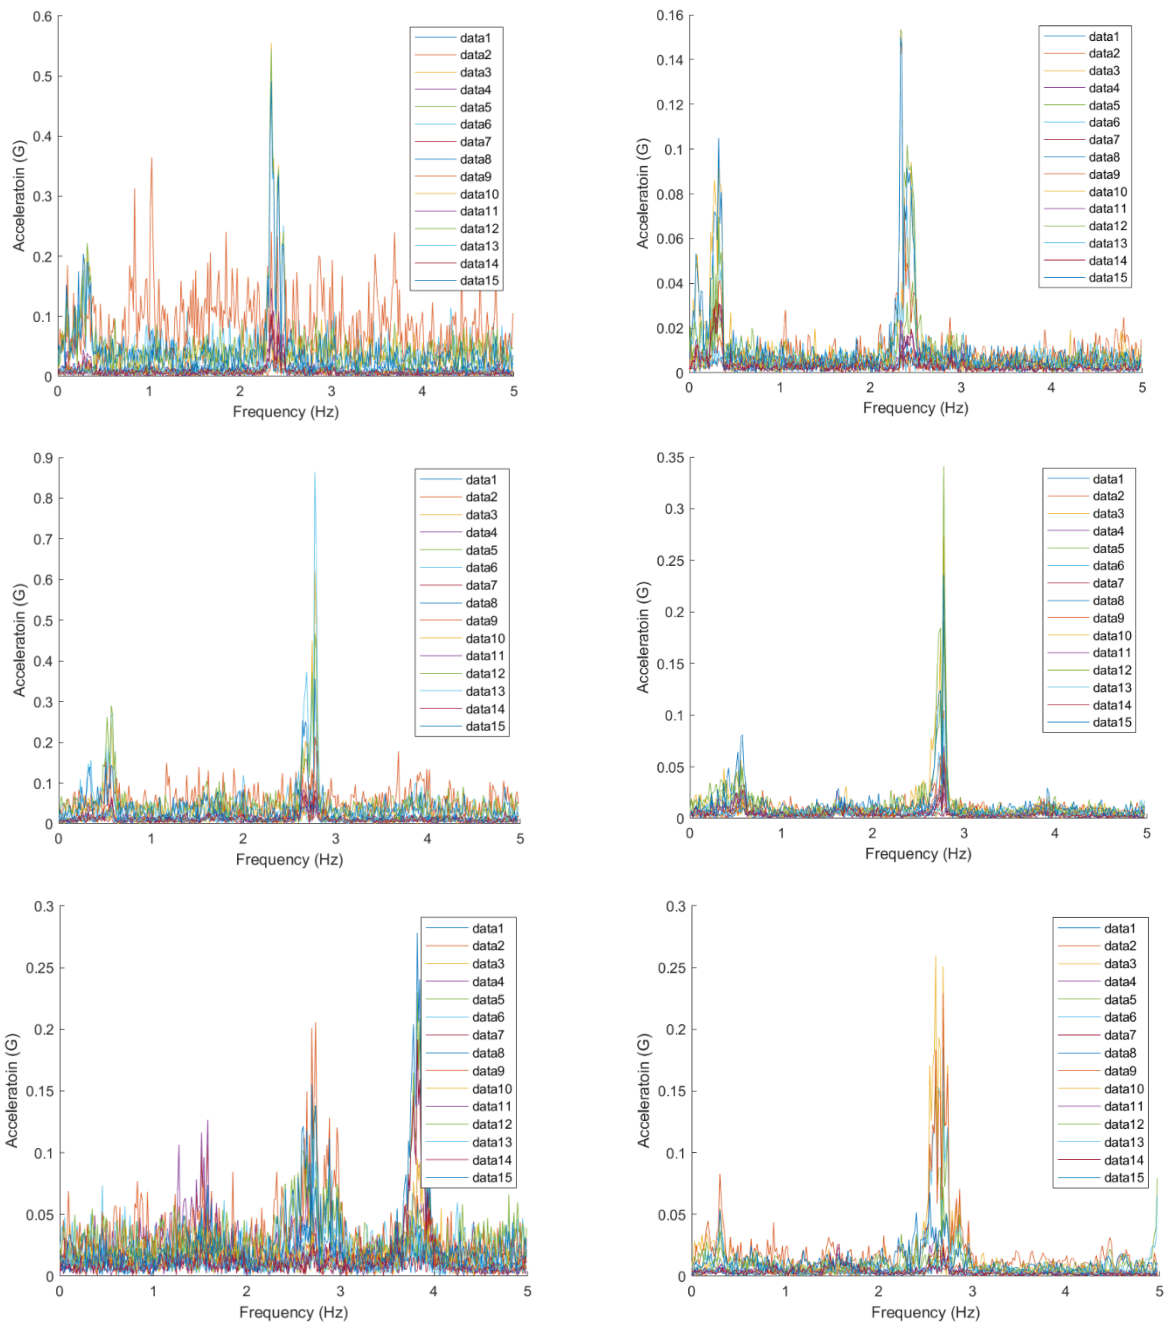 0.6
0.5
0.4
0.3
0.2
0.1
0
Acceleratoin (G)
0 1 2 3 4 5
Frequency (Hz)
data1
data2
data3
data4
data5
data6
data7
data8
data9
data10
data11
data12
data13
data14
data15
0.16
0.14
0.12
0.1
0.08
0.06
0.04
0.02
0
Acceleratoin (G)
0 1 2 3 4 5
Frequency (Hz)
data1
data2
data3
data4
data5
data6
data7
data8
data9
data10
data11
data12
data13
data14
data15
0.9
0.8
0.7
0.6
0.5
0.4
0.3
0.2
0.1
0
Acceleratoin (G)
0 1 2 3 4 5
Frequency (Hz)
data1
data2
data3
data4
data5
data6
data7
data8
data9
data10
data11
data12
data13
data14
data15
0.35
0.3
0.25
0.2
0.15
0.1
0.05
0
Acceleratoin (G)
0 1 2 3 4 5
Frequency (Hz)
data1
data2
data3
data4
data5
data6
data7
data8
data9
data10
data11
data12
data13
data14
data15
0.3
0.25
0.2
0.15
0.1
0.05
0
Acceleratoin (G)
0 1 2 3 4 5
Frequency (Hz)
data1
data2
data3
data4
data5
data6
data7
data8
data9
data10
data11
data12
data13
data14
data15
0.3
0.25
0.2
0.15
0.1
0.05
0
Acceleratoin (G)
0 1 2 3 4 5
Frequency (Hz)
data1
data2
data3
data4
data5
data6
data7
data8
data9
data10
data11
data12
data13
data14
data15